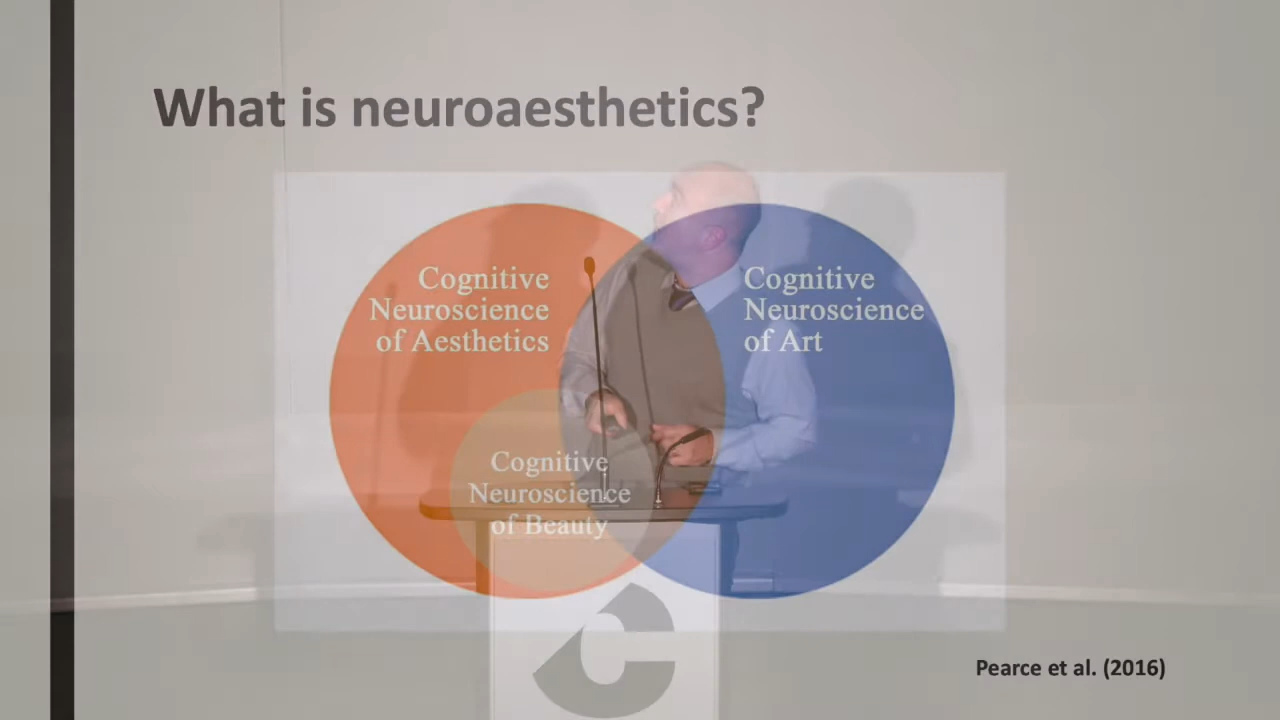 What is neuroaesthetics?
Cognitive
Neuroscience
of Aesthetics
Cognitive
Neuroscience
of Art
Cognitive
Neuroscience
of Beauty
Pearce et al. (2016)